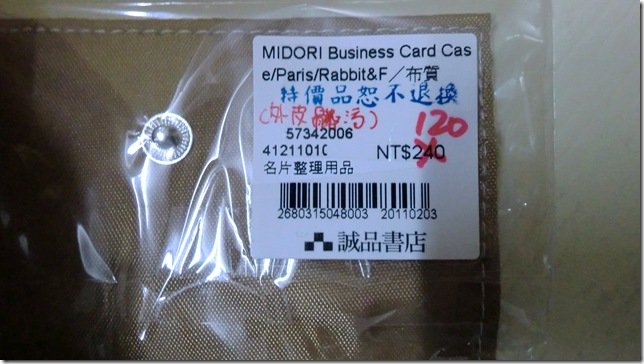 MIDORI Business Card Cas
e/Paris/Rabbit&F／布質
特價品恕不退換
(外皮髒污)
120
57342006
41211010
NT$240
名片整理用品
2680315048003 20110203
誠品書店